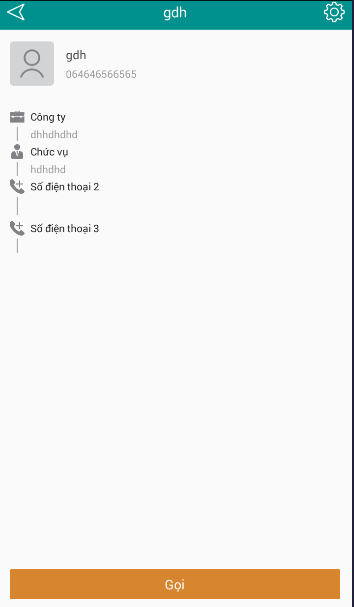 gdh
gdh
064646566565
Công ty
dhhdhdhd
Chức vụ
hdhdhd
Số điện thoại 2
Số điện thoại 3
Gọi